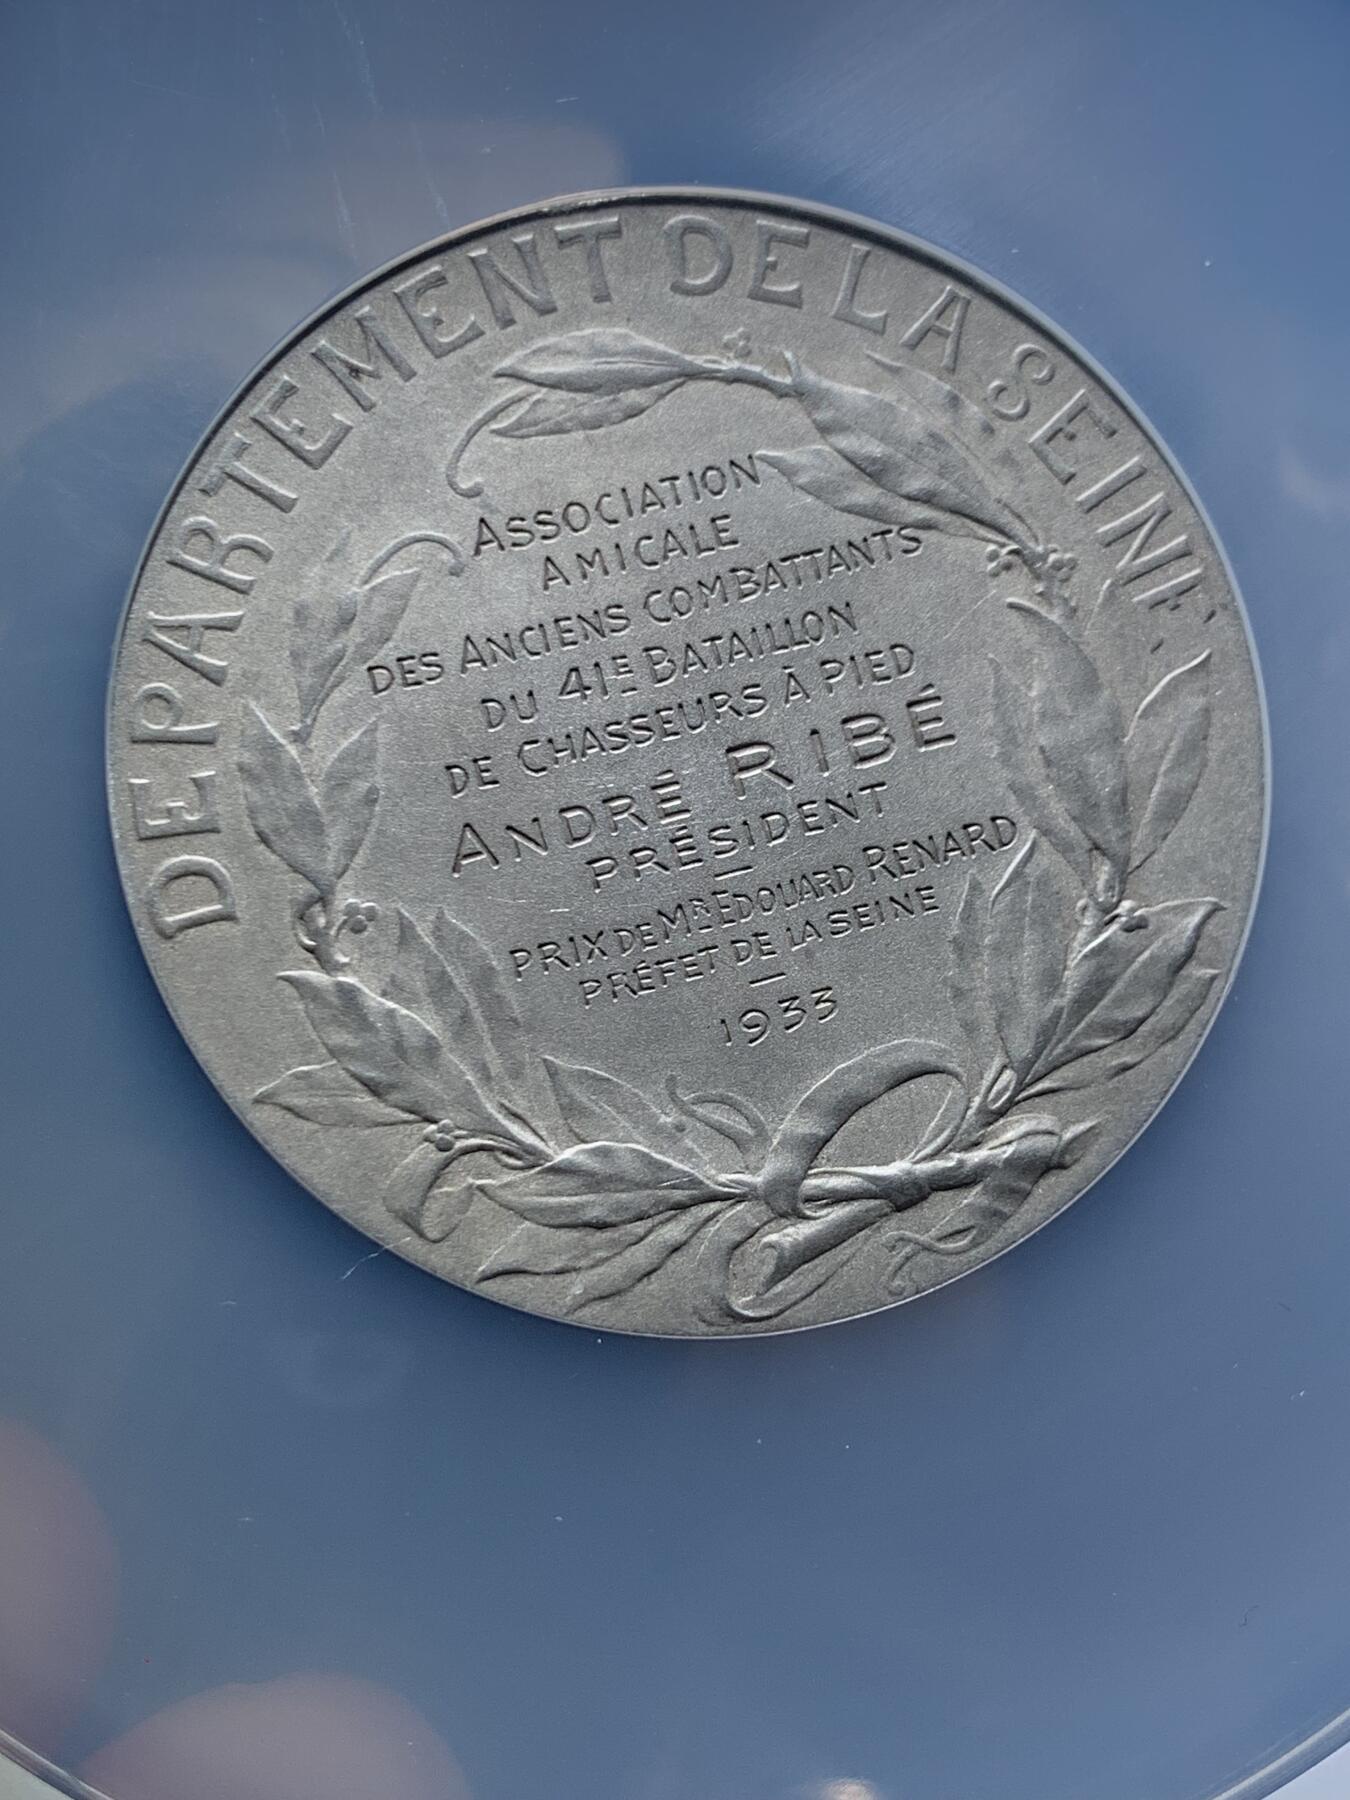 DEPARTEMENT DE LA SEINE
ASSOCIATION
AMICALE
DES ANCIENS COMBATTANTS
DU 41E BATAILLON
DE CHASSEURS À PIED
ANDRÉ RIBÉ
PRÉSIDENT
PRIX DE MR EDOUARD RENARD
PRÉFET DE LA SEINE
1933